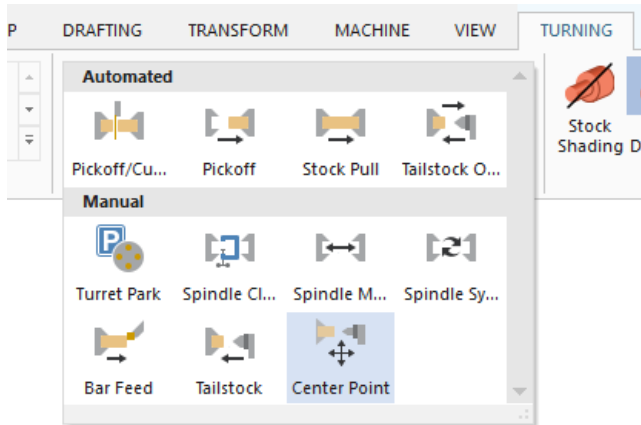 P DRAFTING TRANSFORM MACHINE VIEW TURNING
Automated
Pickoff/Cu... Pickoff Stock Pull Tailstock O...
Stock
Shading D
Manual
P
Turret Park Spindle Cl... Spindle M... Spindle Sy...
Bar Feed Tailstock Center Point